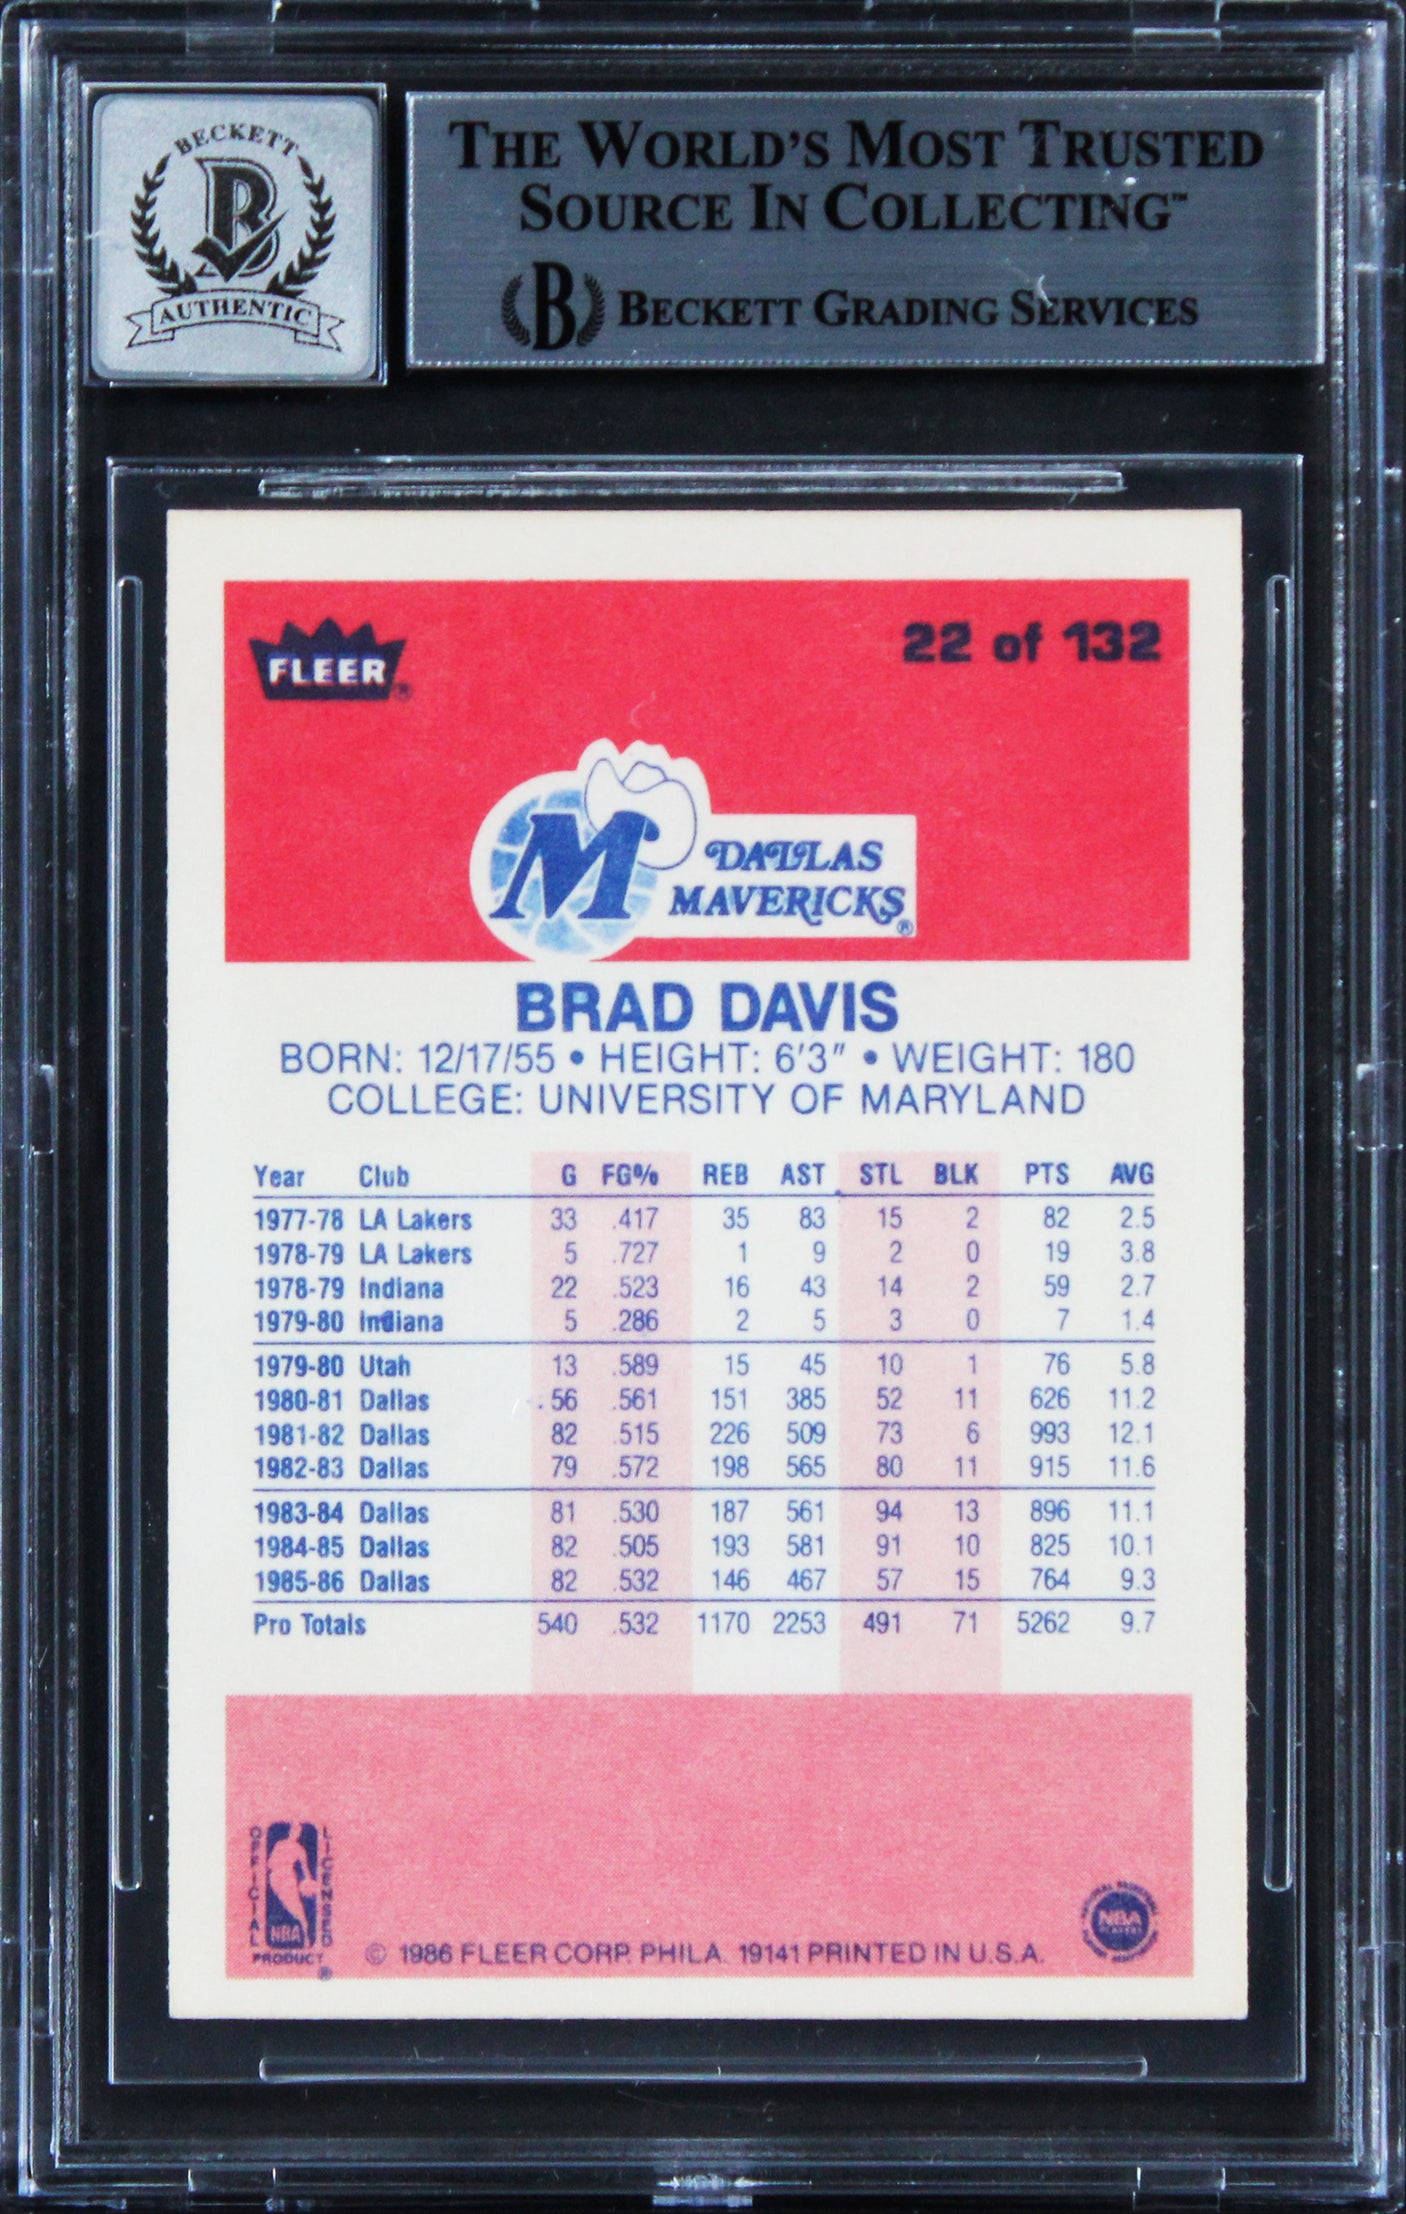 BECKETT
B
AUTHENTIC
THE WORLD'S MOST TRUSTED
SOURCE IN COLLECTING™
B BECKETT GRADING SERVICES
FLEER®
22 of 132
M
DALLAS
MAVERICKS®
BRAD DAVIS
BORN: 12/17/55 • HEIGHT: 6'3" • WEIGHT: 180
COLLEGE: UNIVERSITY OF MARYLAND
Year Club G FG% REB AST STL BLK PTS AVG
1977-78 LA Lakers 33 .417 35 83 15 2 82 2.5
1978-79 LA Lakers 5 .727 1 9 2 0 19 3.8
1978-79 Indiana 22 .523 16 43 14 2 59 2.7
1979-80 Indiana 5 .286 2 5 3 0 7 1.4
1979-80 Utah 13 .589 15 45 10 1 76 5.8
1980-81 Dallas 56 .561 151 385 52 11 626 11.2
1981-82 Dallas 82 .515 226 509 73 6 993 12.1
1982-83 Dallas 79 .572 198 565 80 11 915 11.6
1983-84 Dallas 81 .530 187 561 94 13 896 11.1
1984-85 Dallas 82 .505 193 581 91 10 825 10.1
1985-86 Dallas 82 .532 146 467 57 15 764 9.3
Pro Totals 540 .532 1170 2253 491 71 5262 9.7
OFFICIAL
LICENSED
NBA
PRODUCT®
© 1986 FLEER CORP. PHILA. 19141 PRINTED IN U.S.A.
NATIONAL BASKETBALL
NBA
PLAYERS
ASSOCIATION